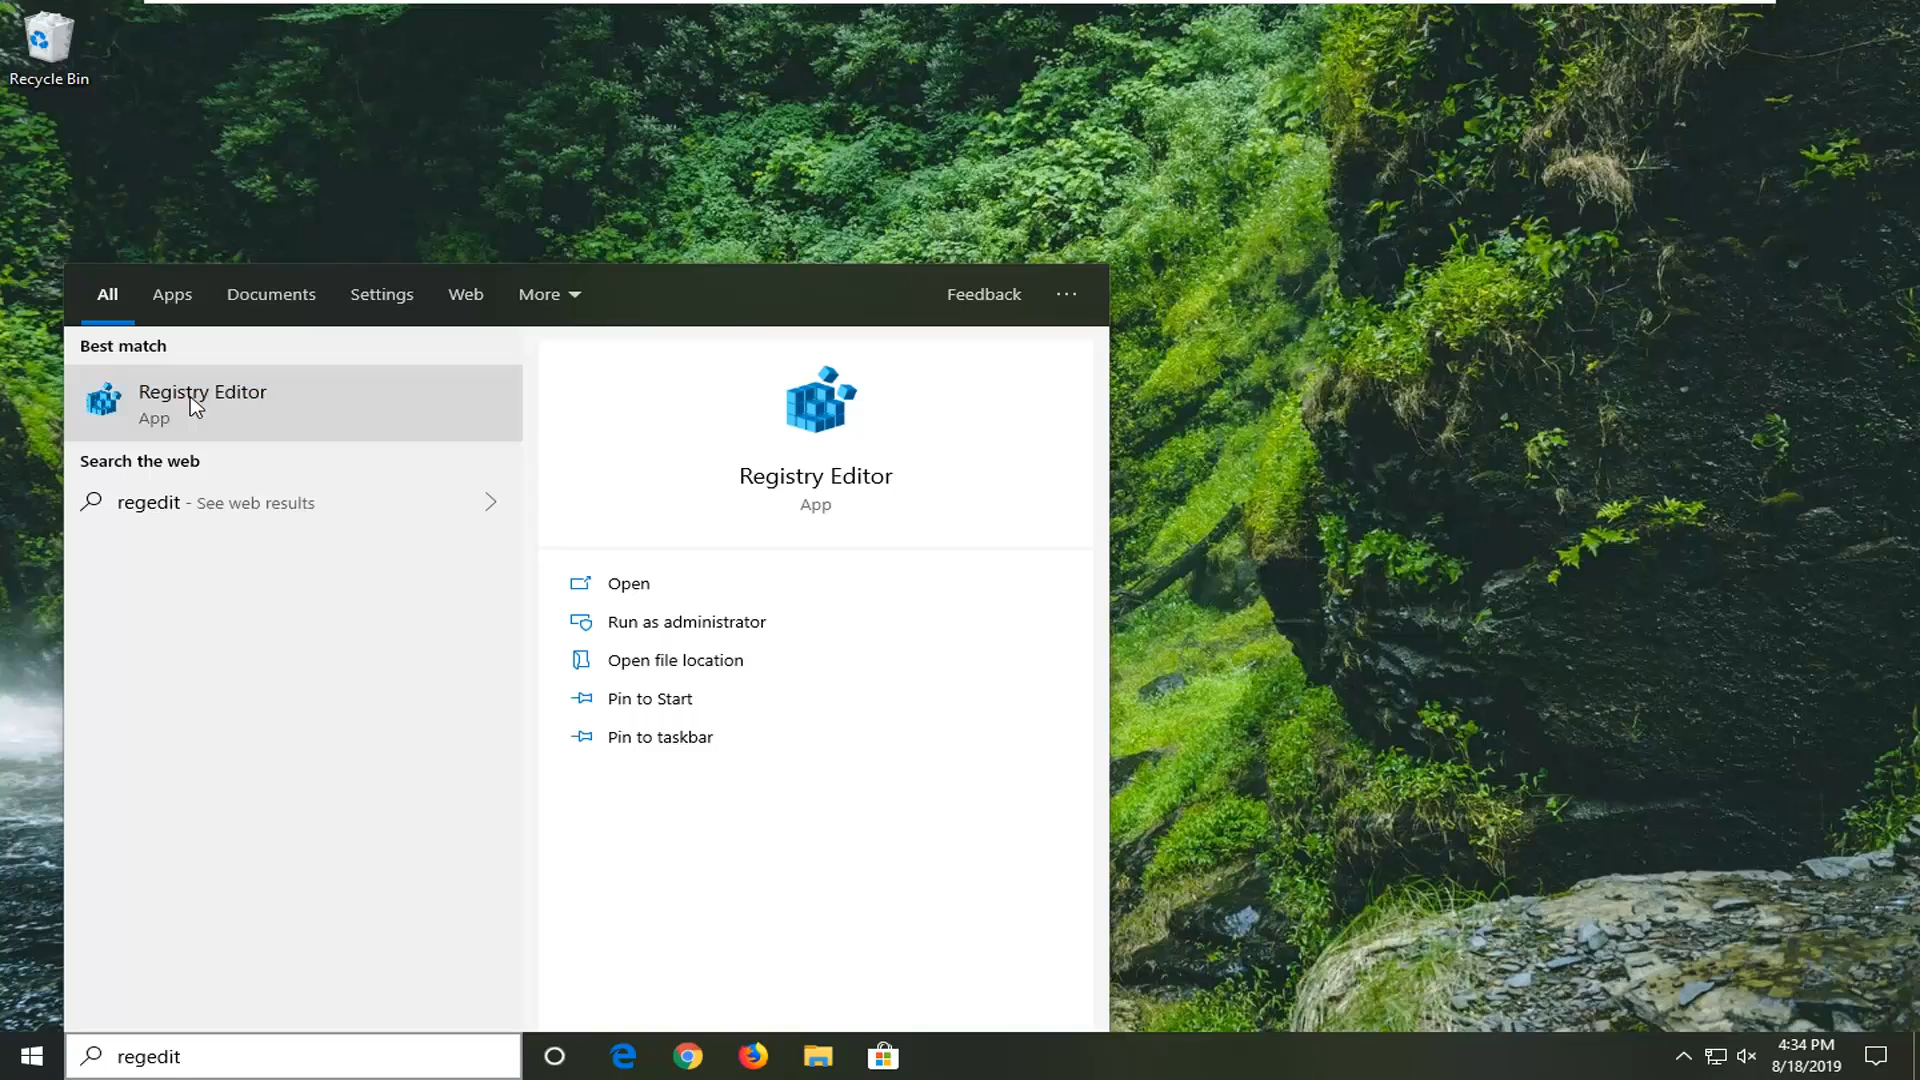 Recycle Bin
All Apps Documents Settings Web More Feedback ···
Best match
Registry Editor
App
Search the web
regedit - See web results
Registry Editor
App
Open
Run as administrator
Open file location
Pin to Start
Pin to taskbar
regedit
4:34 PM
8/18/2019